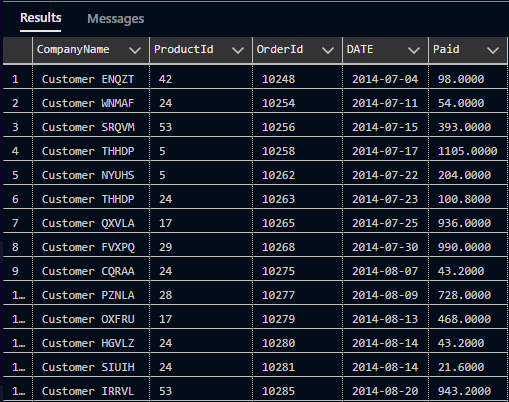 Results Messages
CompanyName ProductId OrderId DATE Paid
1 Customer ENQZT 42 10248 2014-07-04 98.0000
2 Customer WNMAF 24 10254 2014-07-11 54.0000
3 Customer SRQVM 53 10256 2014-07-15 393.0000
4 Customer THHDP 5 10258 2014-07-17 1105.0000
5 Customer NYUHS 5 10262 2014-07-22 204.0000
6 Customer THHDP 24 10263 2014-07-23 100.8000
7 Customer QXVLA 17 10265 2014-07-25 936.0000
8 Customer FVXPQ 29 10268 2014-07-30 990.0000
9 Customer CQRAA 24 10275 2014-08-07 43.2000
1… Customer PZNLA 28 10277 2014-08-09 728.0000
1… Customer OXFRU 17 10279 2014-08-13 468.0000
1… Customer HGVLZ 24 10280 2014-08-14 43.2000
1… Customer SIUIH 24 10281 2014-08-14 21.6000
1… Customer IRRVL 53 10285 2014-08-20 943.2000